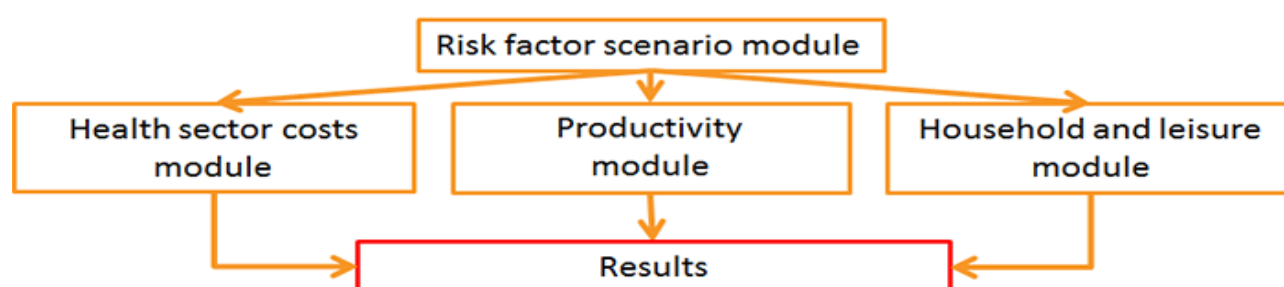 Risk factor scenario module
Health sector costs
module
Productivity
module
Household and leisure
module
Results